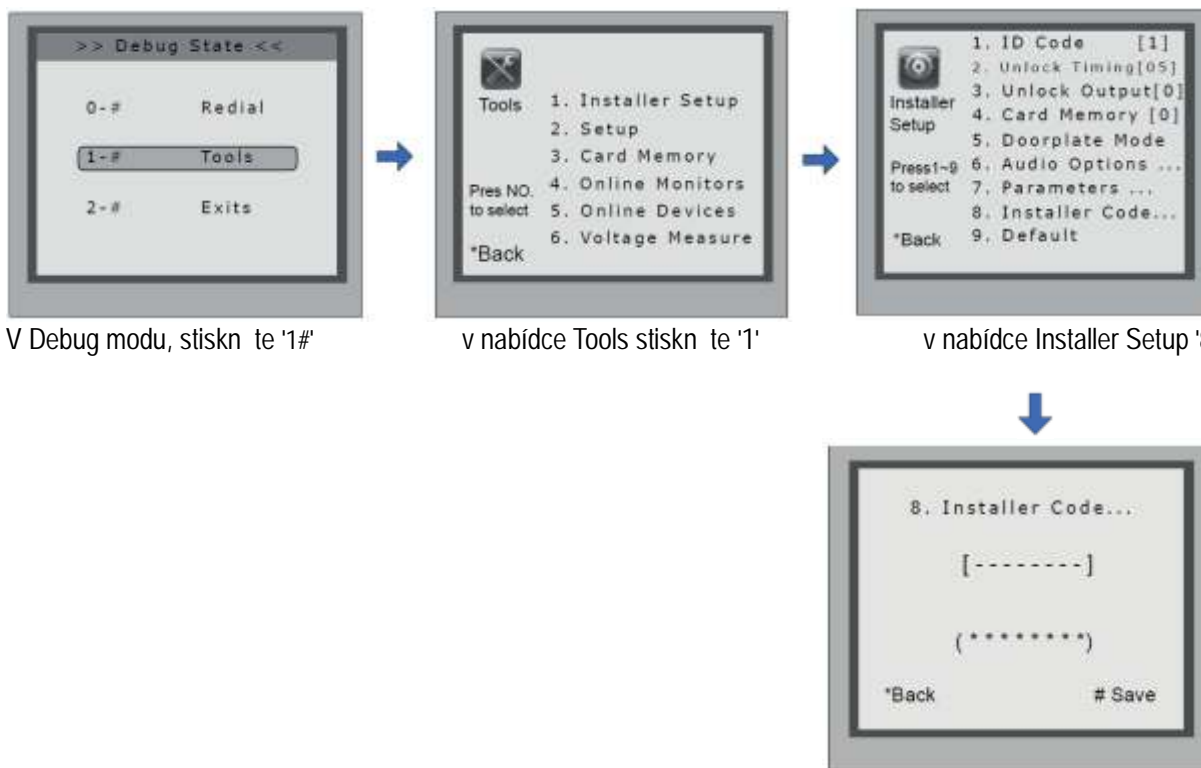 >> Debug State <<
0-# Redial
1-# Tools
2-# Exits
Tools
Pres NO.
to select
*Back
1. Installer Setup
2. Setup
3. Card Memory
4. Online Monitors
5. Online Devices
6. Voltage Measure
Installer
Setup
Press1~9
to select
*Back
1. ID Code [1]
2. Unlock Timing[05]
3. Unlock Output[0]
4. Card Memory [0]
5. Doorplate Mode
6. Audio Options ...
7. Parameters ...
8. Installer Code...
9. Default
V Debug modu, stiskn te '1#'
v nabídce Tools stiskn te '1'
v nabídce Installer Setup
8. Installer Code...
[--------]
(********)
*Back # Save